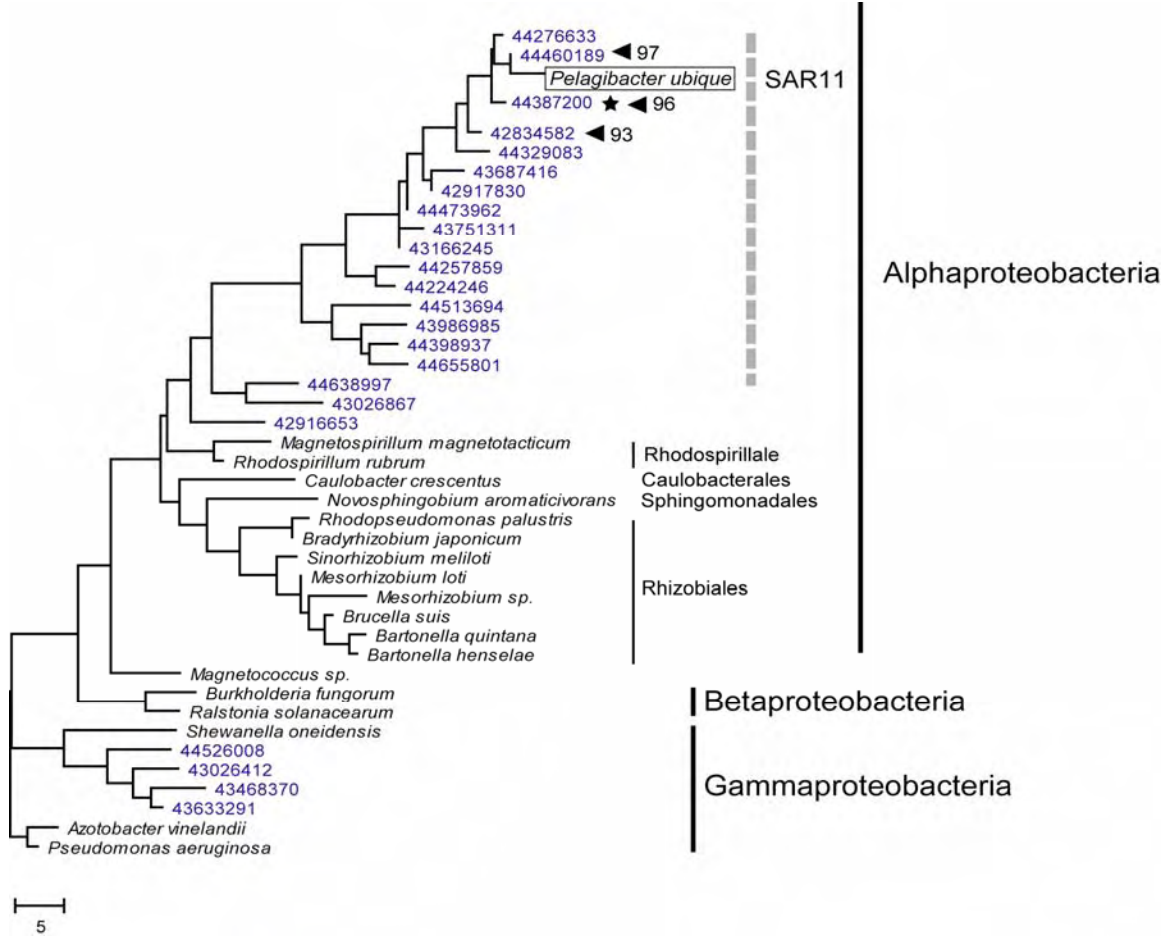 44276633
44460189 ◄ 97
Pelagibacter ubique
SAR11
44387200 ★ ◄ 96
42834582 ◄ 93
44329083
43687416
42917830
44473962
43751311
43166245
44257859
Alphaproteobacteria
44224246
44513694
43986985
44398937
44655801
44638997
43026867
42916653
Magnetospirillum magnetotacticum
Rhodospirillale
Rhodospirillum rubrum
Caulobacter crescentus
Caulobacterales
Novosphingobium aromaticivorans
Sphingomonadales
Rhodopseudomonas palustris
Bradyrhizobium japonicum
Sinorhizobium meliloti
Mesorhizobium loti
Rhizobiales
Mesorhizobium sp.
Brucella suis
Bartonella quintana
Bartonella henselae
Magnetococcus sp.
Burkholderia fungorum
Betaproteobacteria
Ralstonia solanacearum
Shewanella oneidensis
44526008
43026412
Gammaproteobacteria
43468370
43633291
Azotobacter vinelandii
Pseudomonas aeruginosa
5